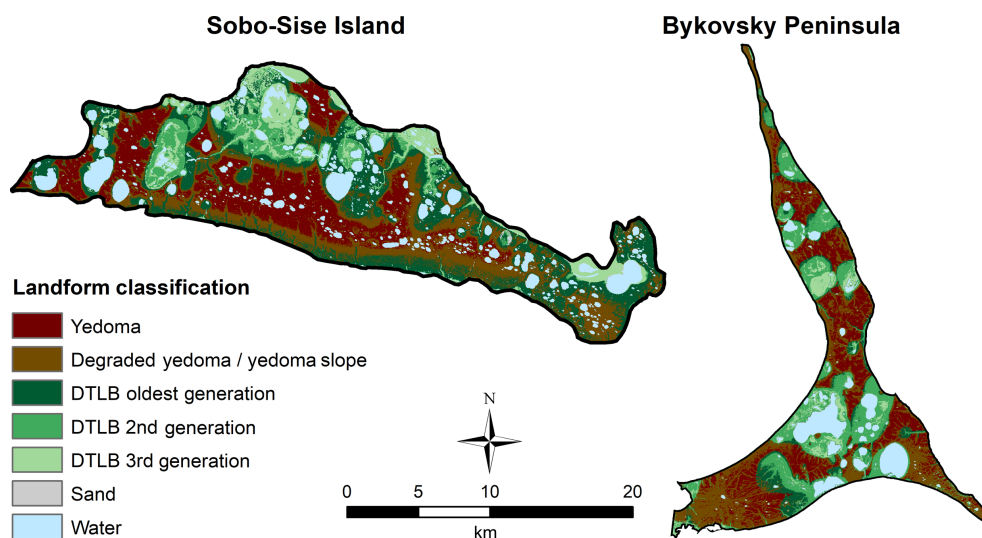 Sobo-Sise Island
Bykovsky Peninsula
Landform classification
Yedoma
Degraded yedoma / yedoma slope
DTLB oldest generation
DTLB 2nd generation
DTLB 3rd generation
Sand
Water
N
0 5 10 20
km